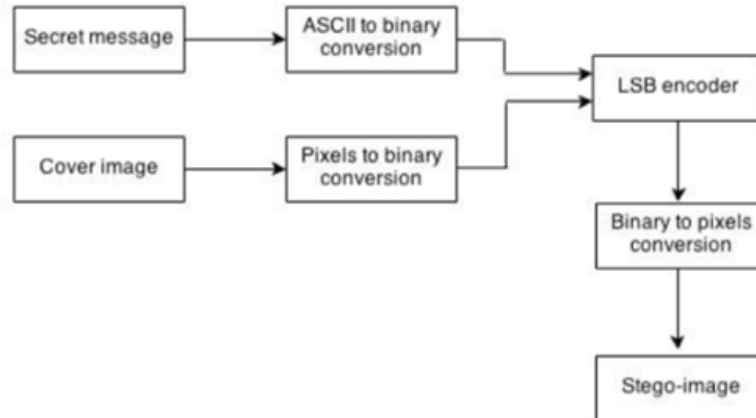 Secret message
ASCII to binary
conversion
LSB encoder
Cover image
Pixels to binary
conversion
Binary to pixels
conversion
Stego-image